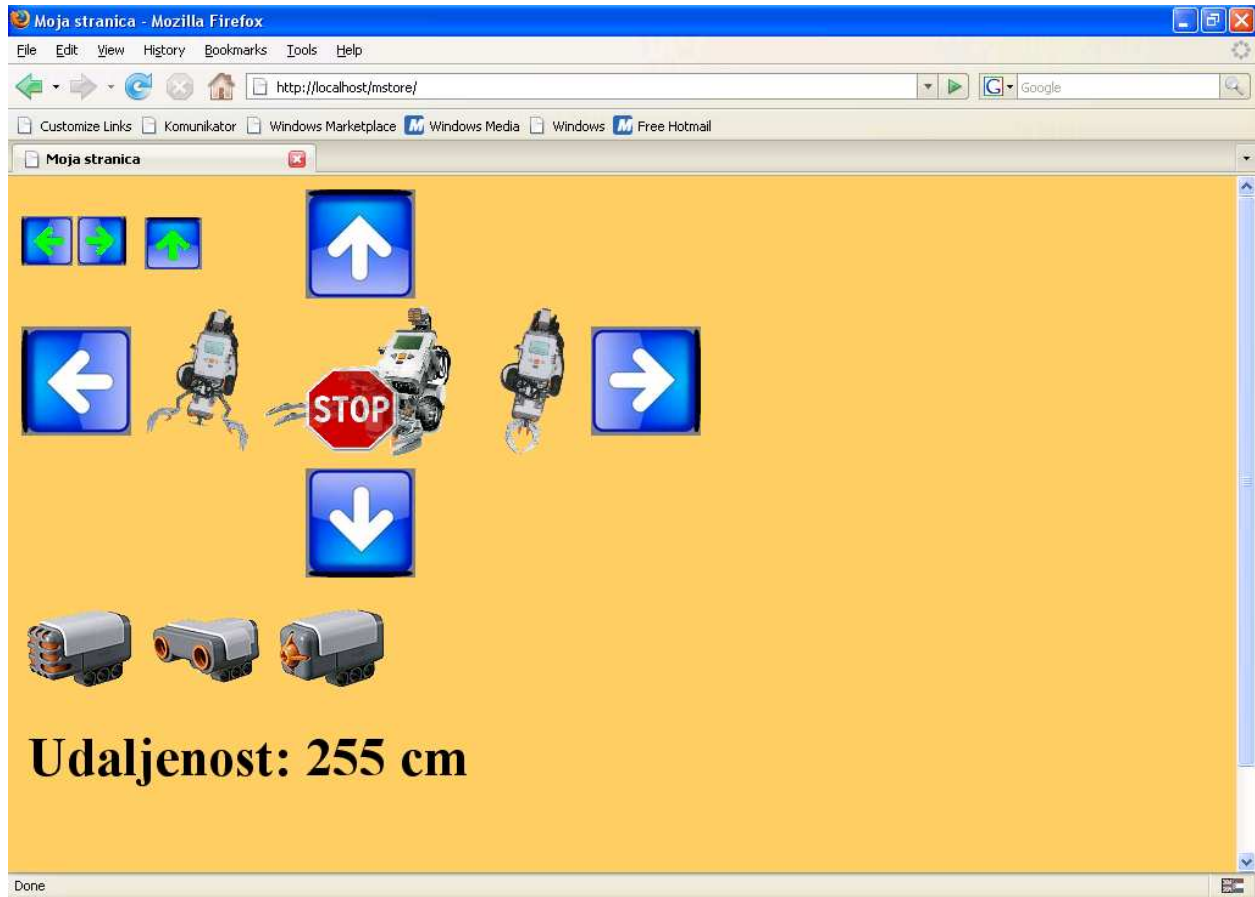 Moja stranica - Mozilla Firefox
File Edit View History Bookmarks Tools Help
http://localhost/mstore/
G Google
Customize Links Komunikator Windows Marketplace M Windows Media Windows M Free Hotmail
Moja stranica
STOP
Udaljenost: 255 cm
Done